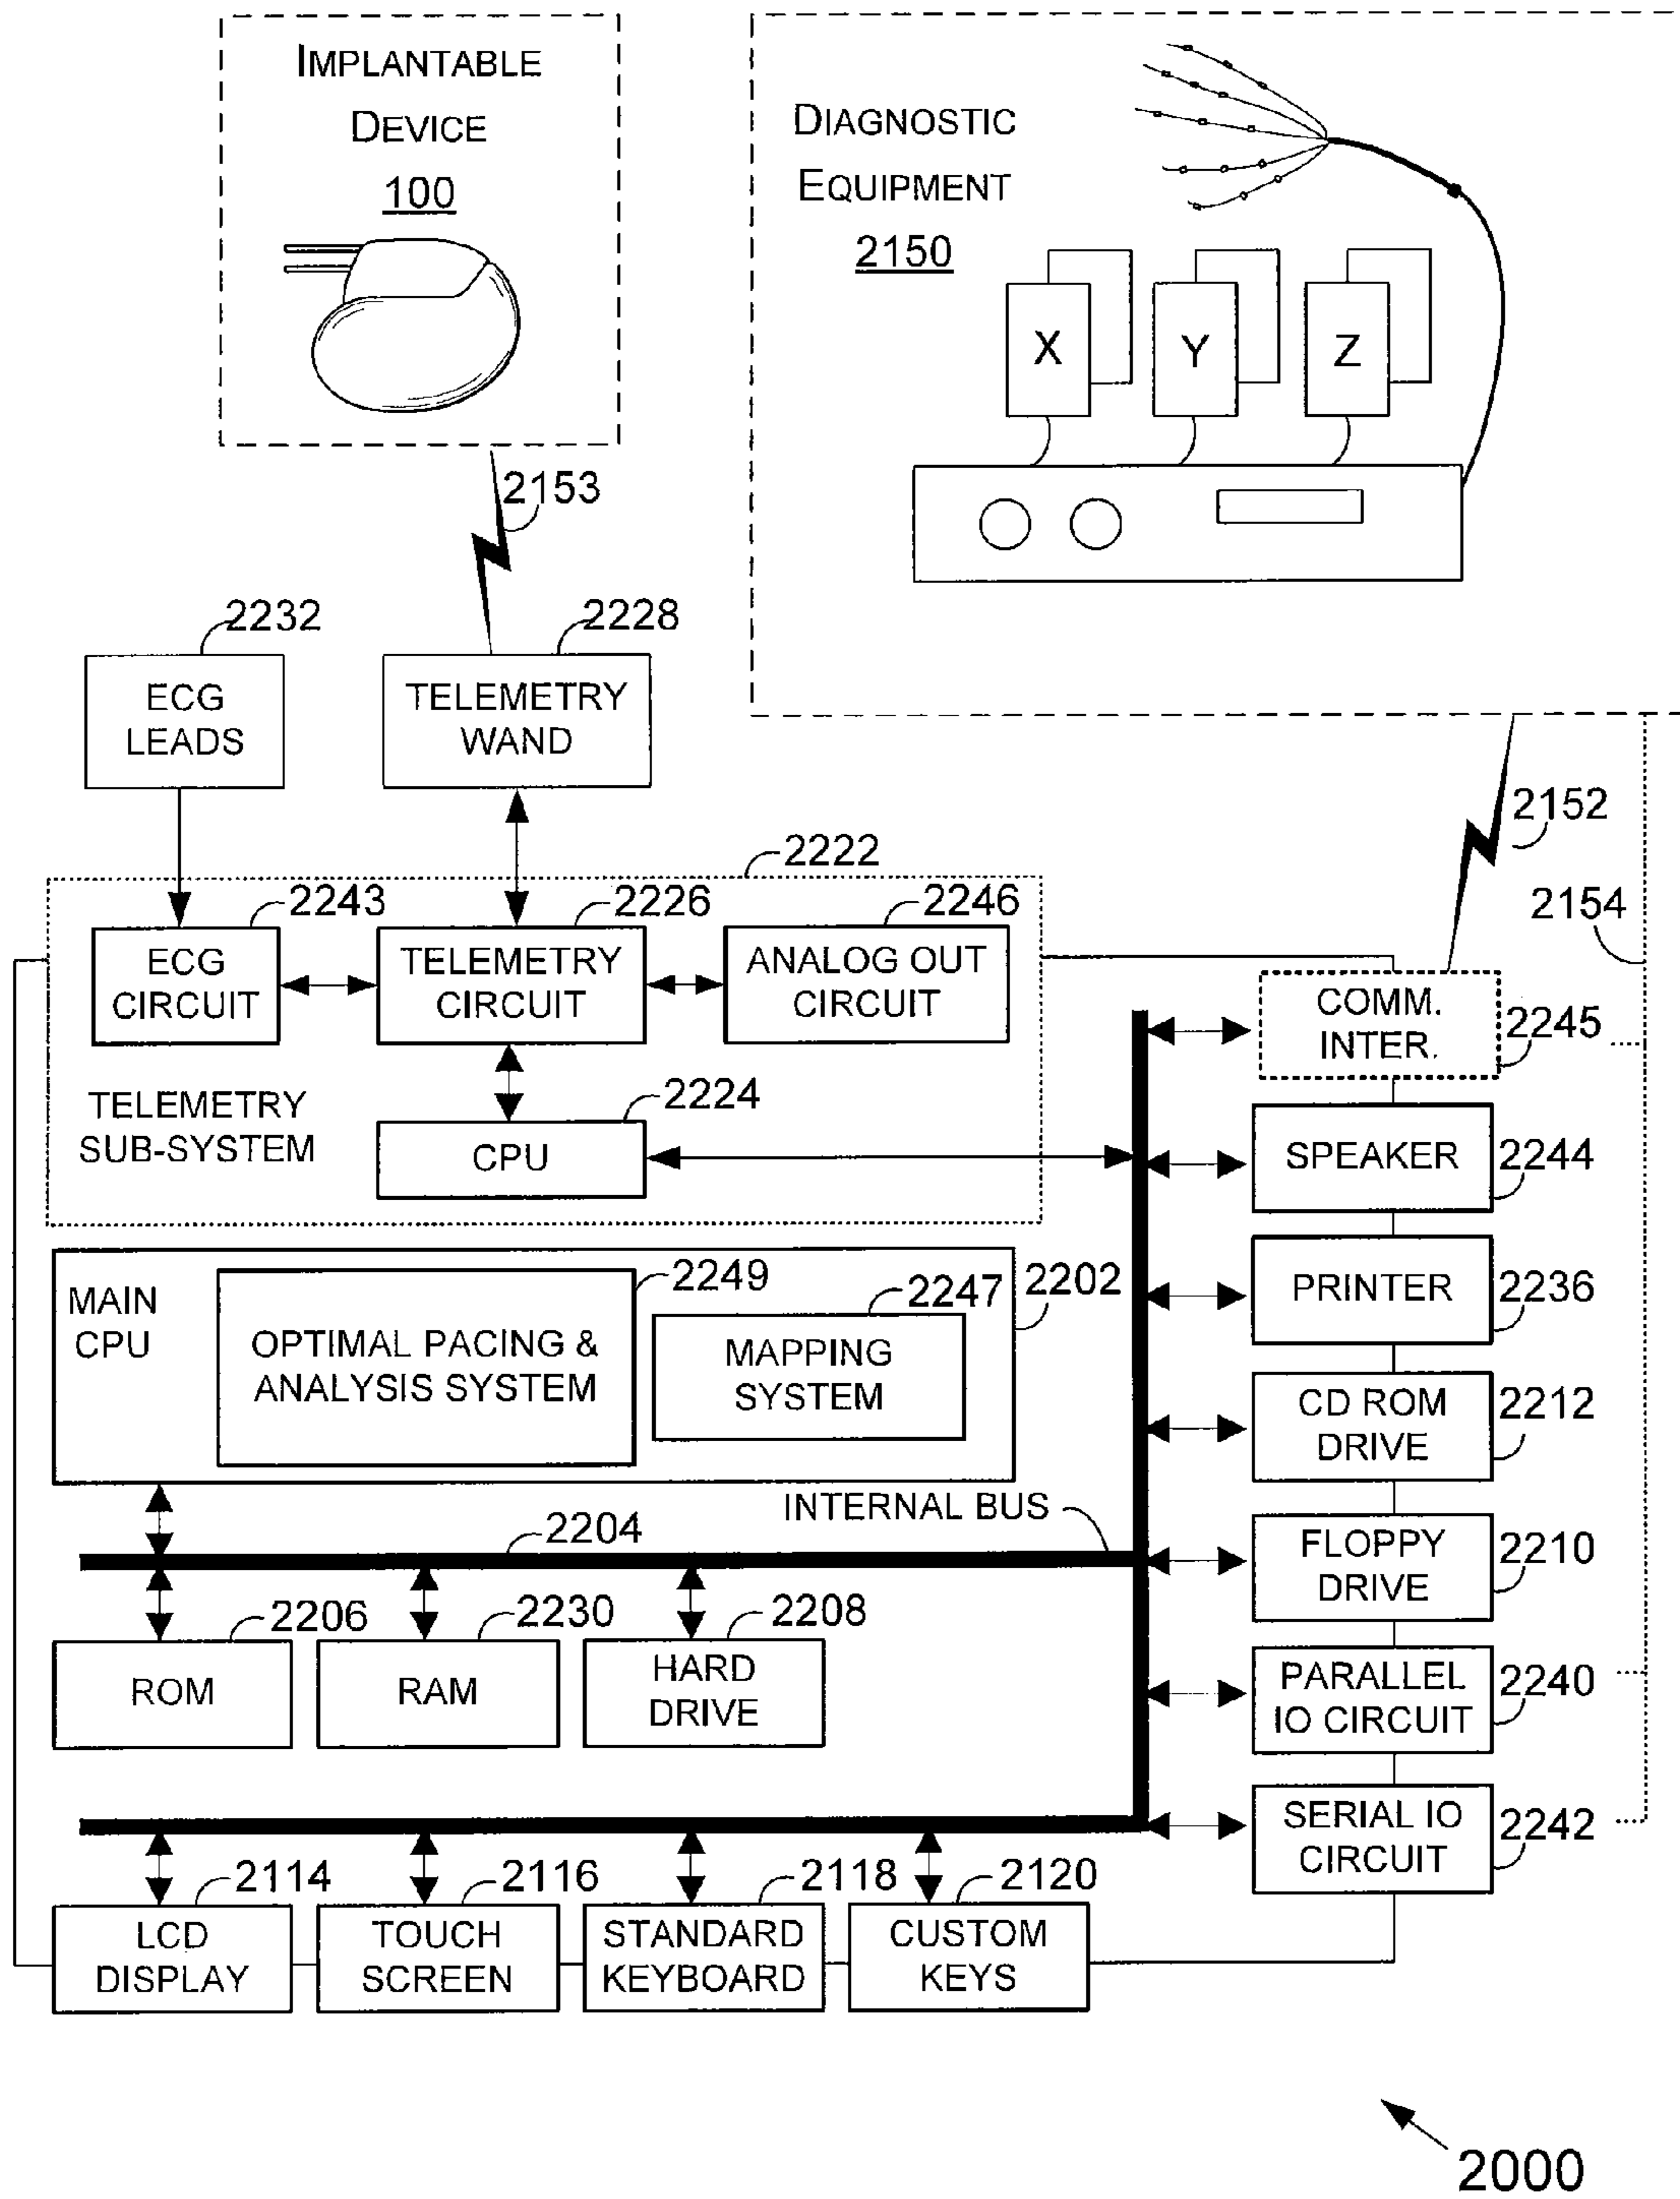 IMPLANTABLE
DEVICE
100
DIAGNOSTIC
EQUIPMENT
2150
X
Y
Z
2153
2232
ECG
LEADS
2228
TELEMETRY
WAND
2152
2154
2222
2243
ECG
CIRCUIT
2226
TELEMETRY
CIRCUIT
2246
ANALOG OUT
CIRCUIT
TELEMETRY
SUB-SYSTEM
2224
CPU
COMM.
INTER.
2245
SPEAKER
2244
PRINTER
2236
CD ROM
DRIVE
2212
FLOPPY
DRIVE
2210
PARALLEL
IO CIRCUIT
2240
SERIAL IO
CIRCUIT
2242
MAIN
CPU
2249
OPTIMAL PACING &
ANALYSIS SYSTEM
2247
MAPPING
SYSTEM
2202
INTERNAL BUS
2204
2206
ROM
2230
RAM
2208
HARD
DRIVE
2114
LCD
DISPLAY
2116
TOUCH
SCREEN
2118
STANDARD
KEYBOARD
2120
CUSTOM
KEYS
2000